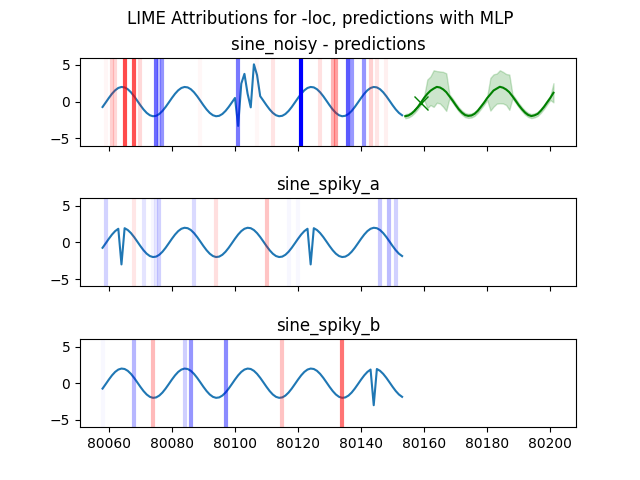 LIME Attributions for -loc, predictions with MLP
sine_noisy - predictions
5
0
−5
sine_spiky_a
5
0
−5
sine_spiky_b
5
0
−5
80060 80080 80100 80120 80140 80160 80180 80200